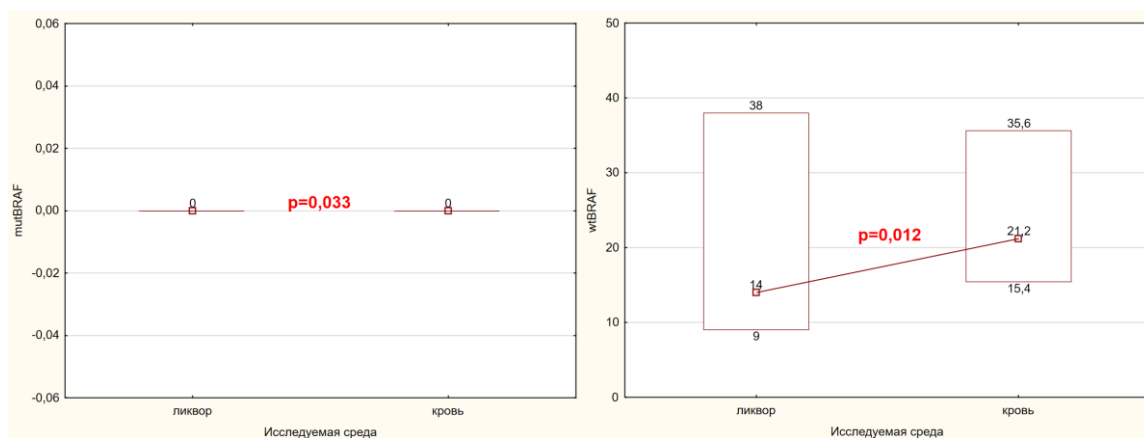 0,06
0,04
0,02
0,00
-0,02
-0,04
-0,06
mutBRAF
0
p=0,033
0
ликвор
кровь
Исследуемая среда
50
40
30
20
10
0
wtBRAF
38
14
9
p=0,012
35,6
21,2
15,4
ликвор
кровь
Исследуемая среда